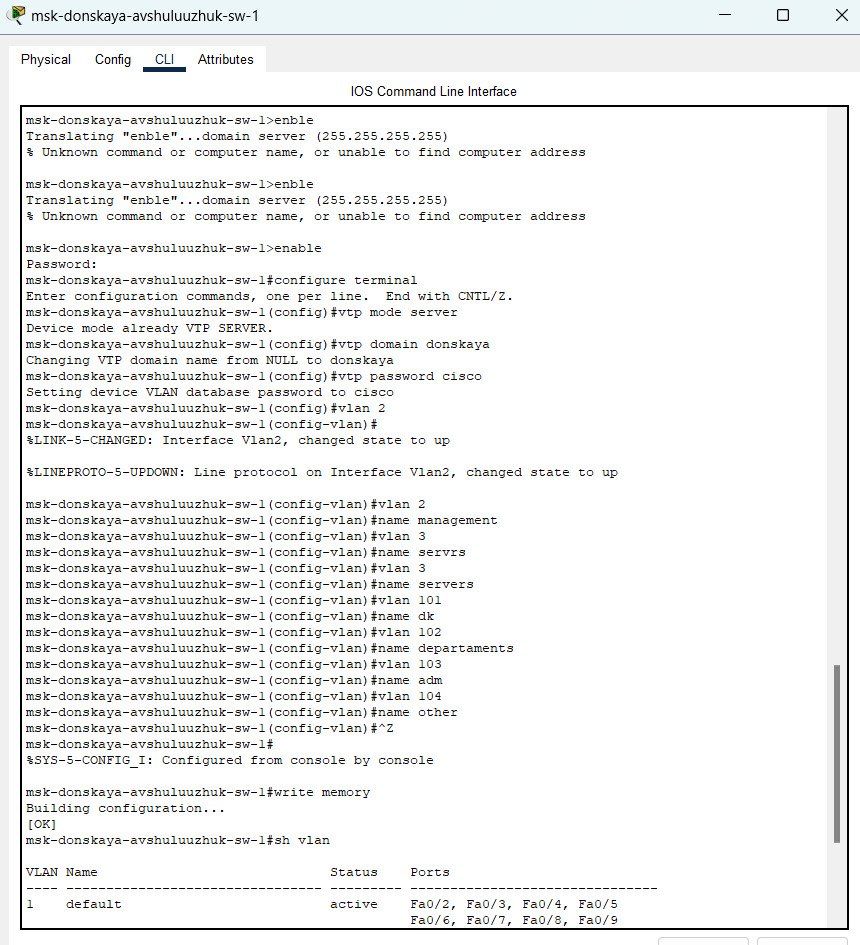 msk-donskaya-avshuluuzhuk-sw-1
Physical Config CLI Attributes
IOS Command Line Interface
msk-donskaya-avshuluuzhuk-sw-1>enble
Translating "enble"...domain server (255.255.255.255)
% Unknown command or computer name, or unable to find computer address
msk-donskaya-avshuluuzhuk-sw-1>enble
Translating "enble"...domain server (255.255.255.255)
% Unknown command or computer name, or unable to find computer address
msk-donskaya-avshuluuzhuk-sw-1>enable
Password:
msk-donskaya-avshuluuzhuk-sw-1#configure terminal
Enter configuration commands, one per line.  End with CNTL/Z.
msk-donskaya-avshuluuzhuk-sw-1(config)#vtp mode server
Device mode already VTP SERVER.
msk-donskaya-avshuluuzhuk-sw-1(config)#vtp domain donskaya
Changing VTP domain name from NULL to donskaya
msk-donskaya-avshuluuzhuk-sw-1(config)#vtp password cisco
Setting device VLAN database password to cisco
msk-donskaya-avshuluuzhuk-sw-1(config)#vlan 2
msk-donskaya-avshuluuzhuk-sw-1(config-vlan)#
%LINK-5-CHANGED: Interface Vlan2, changed state to up
%LINEPROTO-5-UPDOWN: Line protocol on Interface Vlan2, changed state to up
msk-donskaya-avshuluuzhuk-sw-1(config-vlan)#vlan 2
msk-donskaya-avshuluuzhuk-sw-1(config-vlan)#name management
msk-donskaya-avshuluuzhuk-sw-1(config-vlan)#vlan 3
msk-donskaya-avshuluuzhuk-sw-1(config-vlan)#name servrs
msk-donskaya-avshuluuzhuk-sw-1(config-vlan)#vlan 3
msk-donskaya-avshuluuzhuk-sw-1(config-vlan)#name servers
msk-donskaya-avshuluuzhuk-sw-1(config-vlan)#vlan 101
msk-donskaya-avshuluuzhuk-sw-1(config-vlan)#name dk
msk-donskaya-avshuluuzhuk-sw-1(config-vlan)#vlan 102
msk-donskaya-avshuluuzhuk-sw-1(config-vlan)#name departaments
msk-donskaya-avshuluuzhuk-sw-1(config-vlan)#vlan 103
msk-donskaya-avshuluuzhuk-sw-1(config-vlan)#name adm
msk-donskaya-avshuluuzhuk-sw-1(config-vlan)#vlan 104
msk-donskaya-avshuluuzhuk-sw-1(config-vlan)#name other
msk-donskaya-avshuluuzhuk-sw-1(config-vlan)#^Z
msk-donskaya-avshuluuzhuk-sw-1#
%SYS-5-CONFIG_I: Configured from console by console
msk-donskaya-avshuluuzhuk-sw-1#write memory
Building configuration...
[OK]
msk-donskaya-avshuluuzhuk-sw-1#sh vlan
VLAN Name                             Status    Ports
---- -------------------------------- --------- -------------------------------
1    default                          active    Fa0/2, Fa0/3, Fa0/4, Fa0/5
                                                Fa0/6, Fa0/7, Fa0/8, Fa0/9